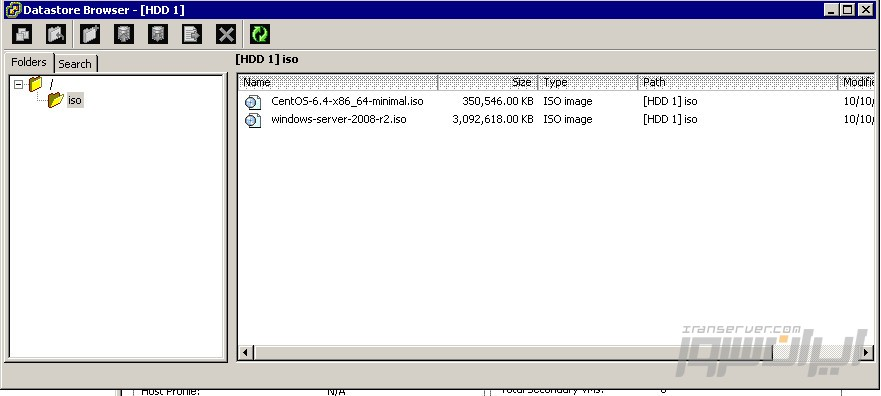 Datastore Browser - [HDD 1]
Folders Search
[HDD 1] iso
/
iso
Name Size Type Path Modifie
CentOS-6.4-x86_64-minimal.iso 350,546.00 KB ISO image [HDD 1] iso 10/10/
windows-server-2008-r2.iso 3,092,618.00 KB ISO image [HDD 1] iso 10/10/
iranserver.com
ایران سرور
Host Profile: N/A Total Secondary VMs: